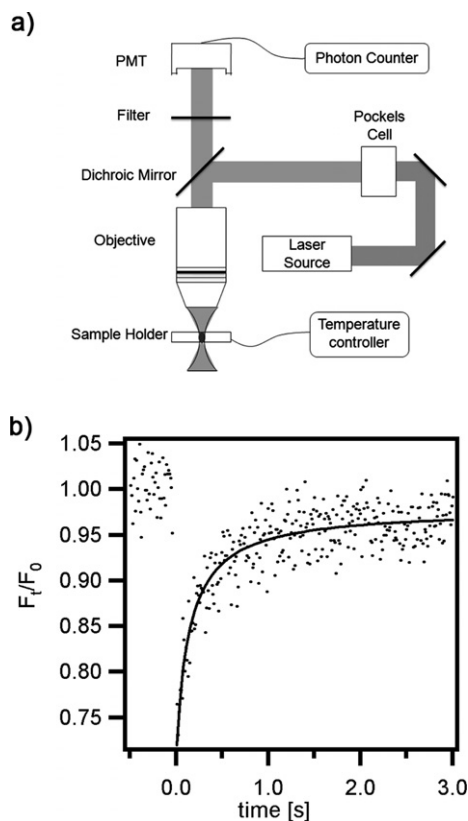 a)
PMT
Photon Counter
Filter
Pockels
Cell
Dichroic Mirror
Objective
Laser
Source
Sample Holder
Temperature
controller
b)
1.05
1.00
0.95
0.90
0.85
0.80
0.75
Ft/F0
0.0 1.0 2.0 3.0
time [s]